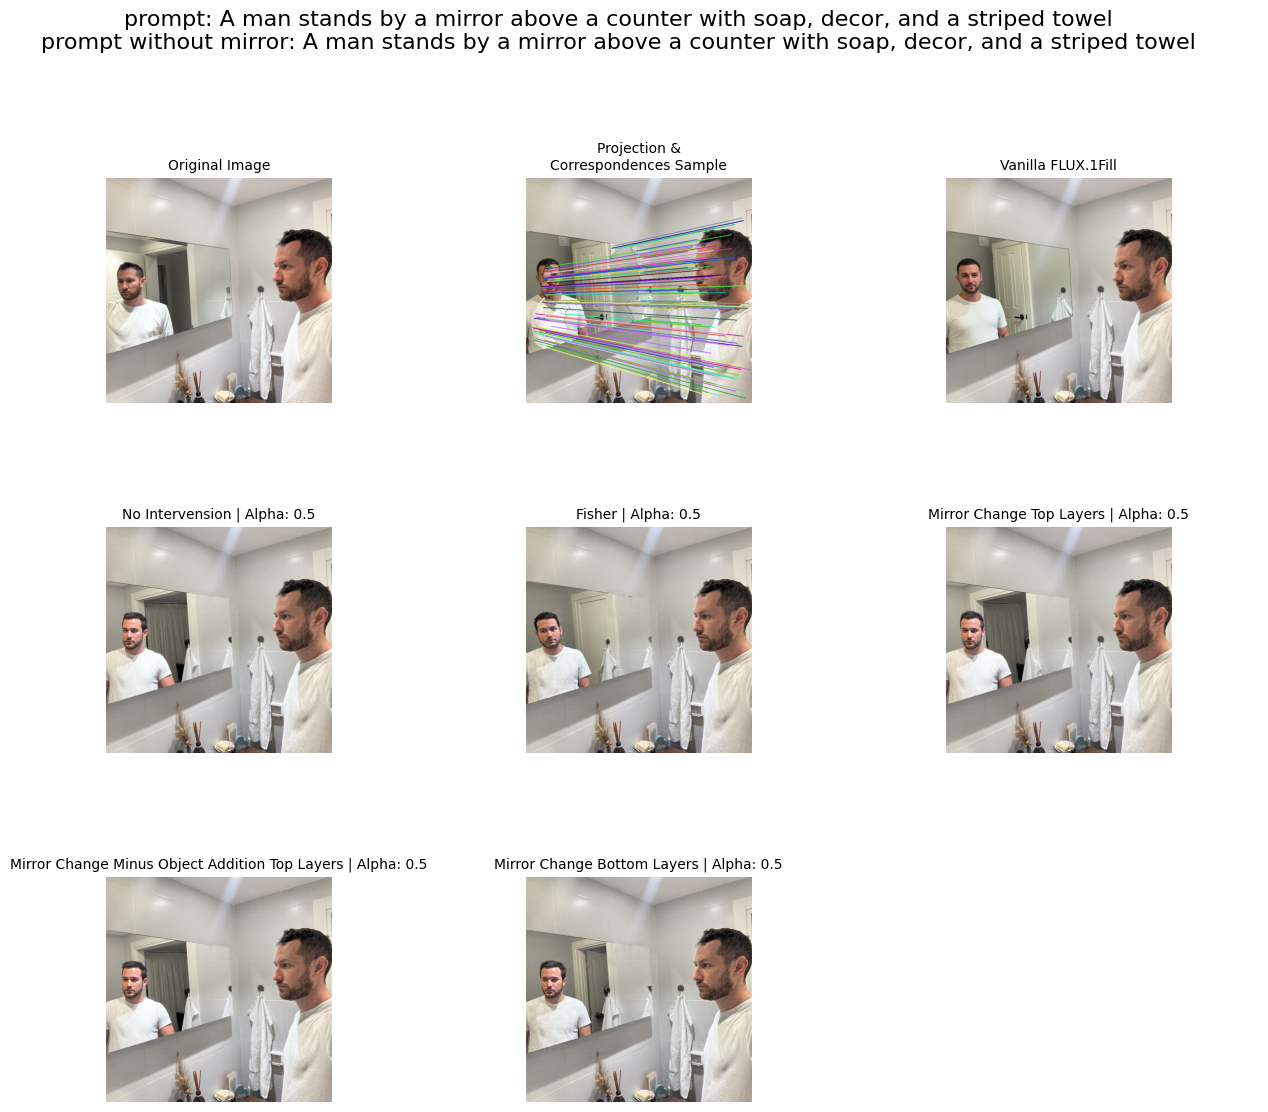 prompt: A man stands by a mirror above a counter with soap, decor, and a striped towel
prompt without mirror: A man stands by a mirror above a counter with soap, decor, and a striped towel
Original Image
Projection &
Correspondences Sample
Vanilla FLUX.1Fill
No Intervension | Alpha: 0.5
Fisher | Alpha: 0.5
Mirror Change Top Layers | Alpha: 0.5
Mirror Change Minus Object Addition Top Layers | Alpha: 0.5
Mirror Change Bottom Layers | Alpha: 0.5